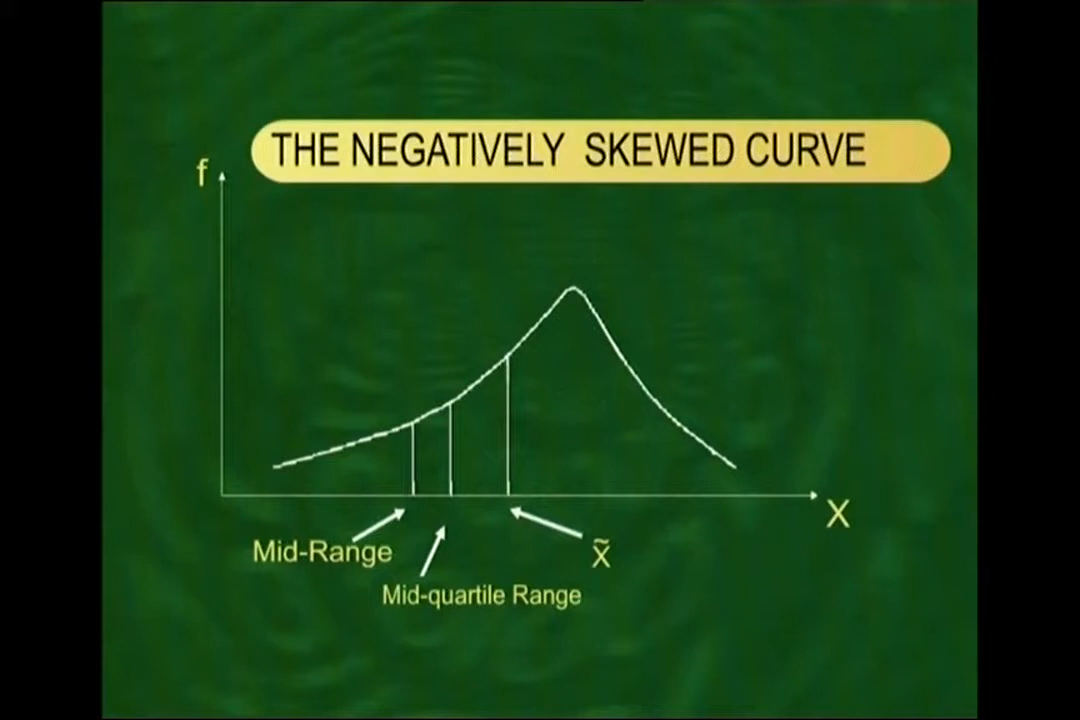 THE NEGATIVELY SKEWED CURVE
f
X
Mid-Range
x̃
Mid-quartile Range